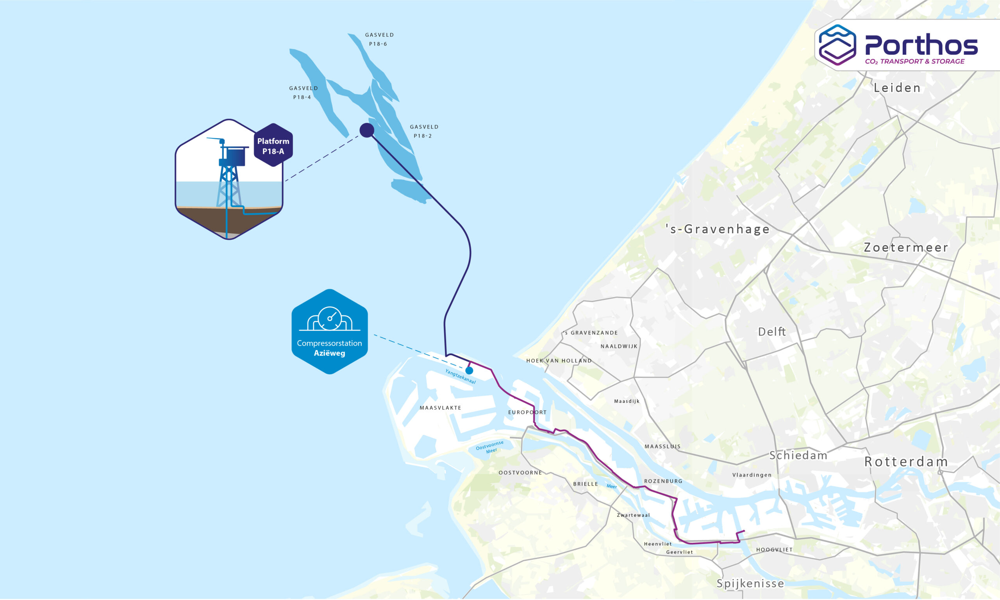 GASVELD
P18-6
Porthos
CO₂ TRANSPORT & STORAGE
Leiden
GASVELD
P18-4
GASVELD
P18-2
Platform
P18-A
's-Gravenhage
Zoetermeer
's GRAVENZANDE
Delft
NAALDWIJK
Compressorstation
Aziëweg
HOEK VAN HOLLAND
Yangtzekanaal
Maasdijk
MAASVLAKTE
EUROPOORT
Oostvoornse
Meer
MAASSLUIS
Schiedam
Rotterdam
OOSTVOORNE
Vlaardingen
BRIELLE
Meer
ROZENBURG
Zwartewaal
Heenvliet
Geervliet
HOOGVLIET
Spijkenisse